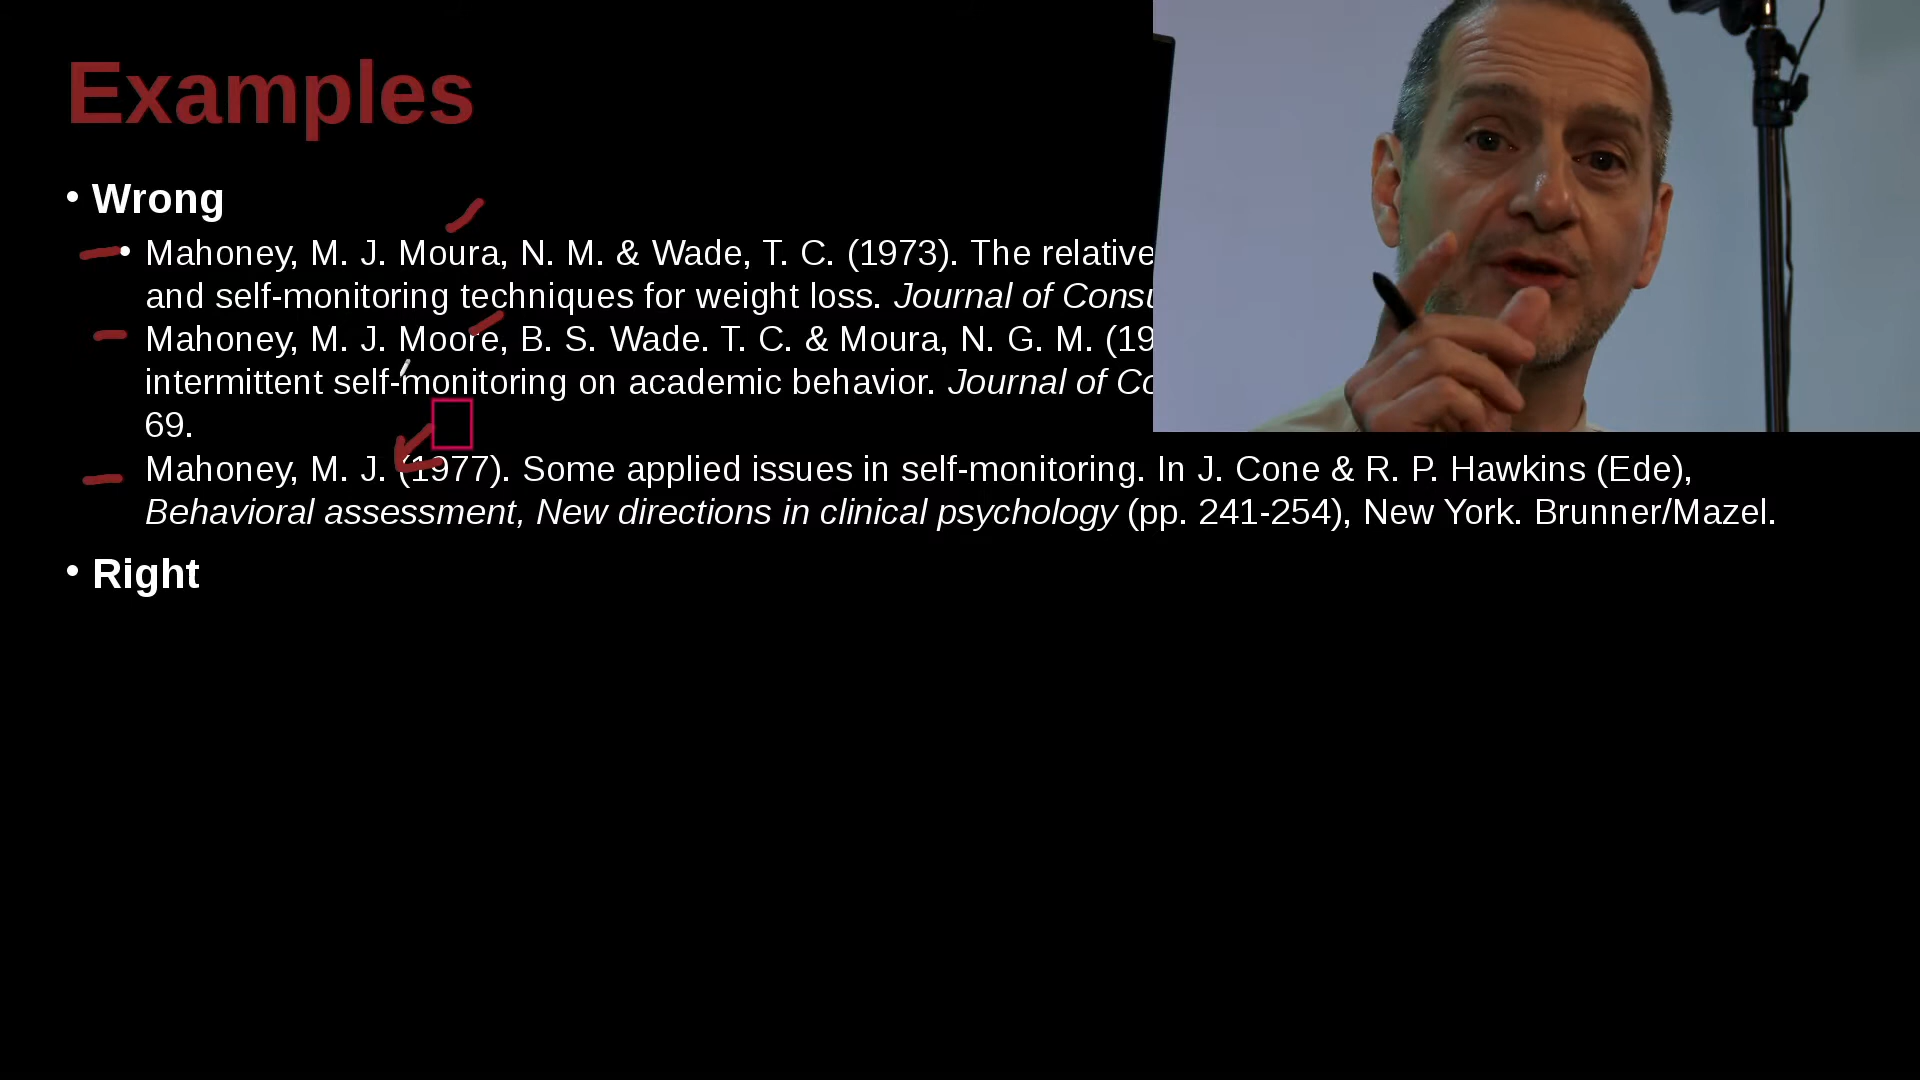 Examples
• Wrong
• Mahoney, M. J. Moura, N. M. & Wade, T. C. (1973). The relative
and self-monitoring techniques for weight loss. Journal of
Mahoney, M. J. Moore, B. S. Wade. T. C. & Moura, N. G. M.
intermittent self-monitoring on academic behavior. Journal of
69.
Mahoney, M. J. (1977). Some applied issues in self-monitoring. In J. Cone & R. P. Hawkins (Ede),
Behavioral assessment, New directions in clinical psychology (pp. 241-254), New York. Brunner/Mazel.
• Right